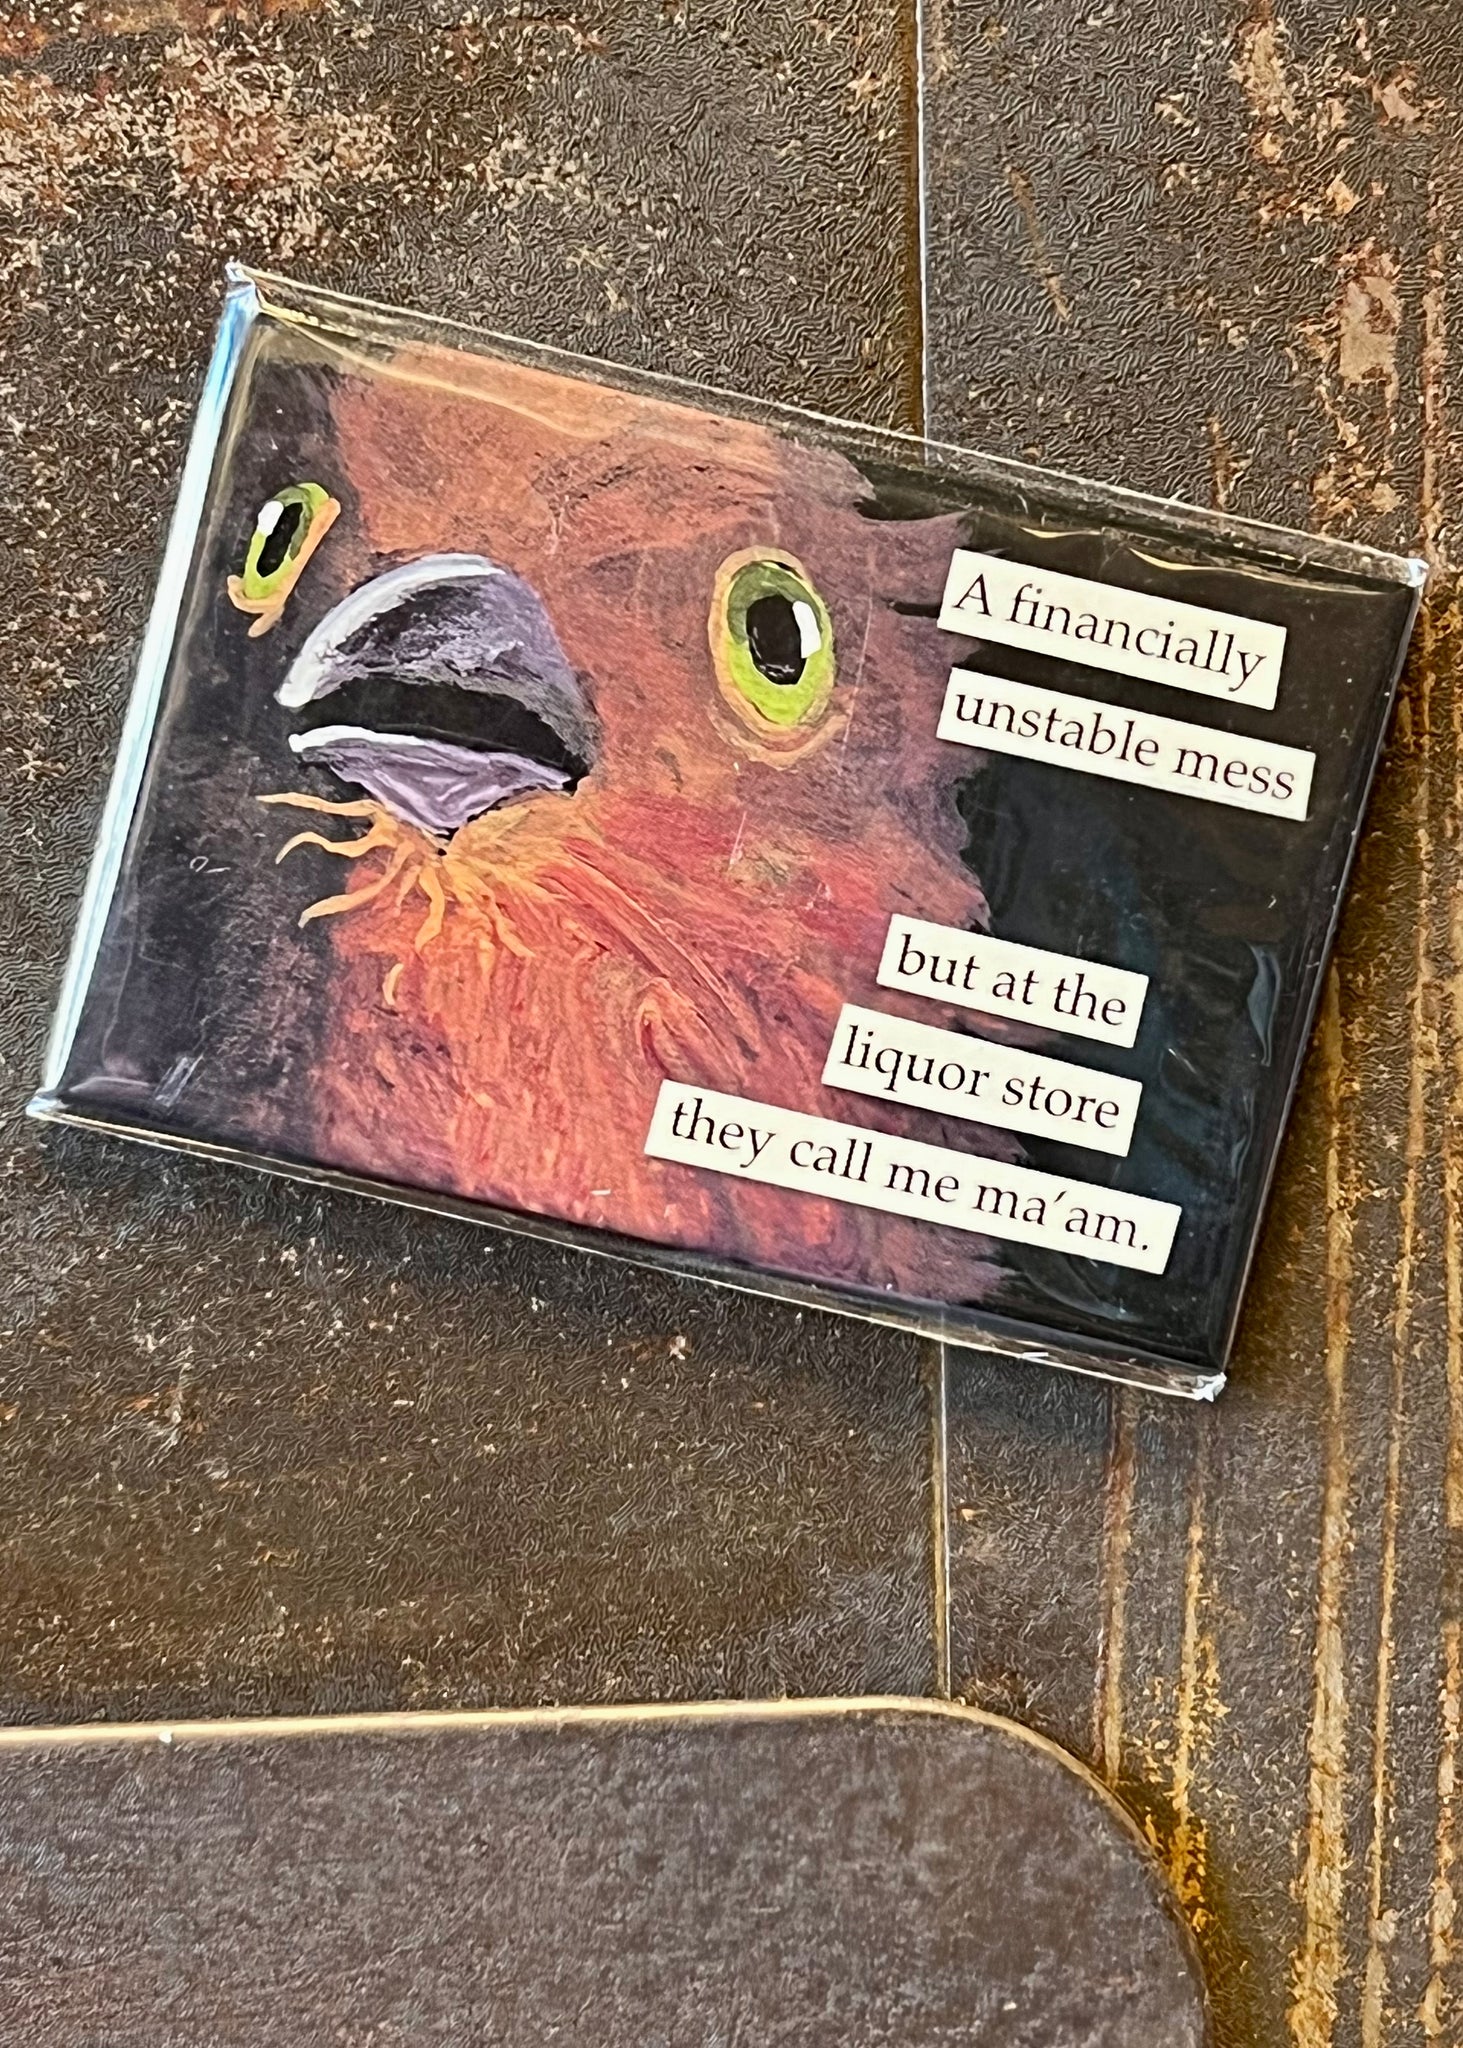 A financially
unstable mess
but at the
liquor store
they call me ma'am.